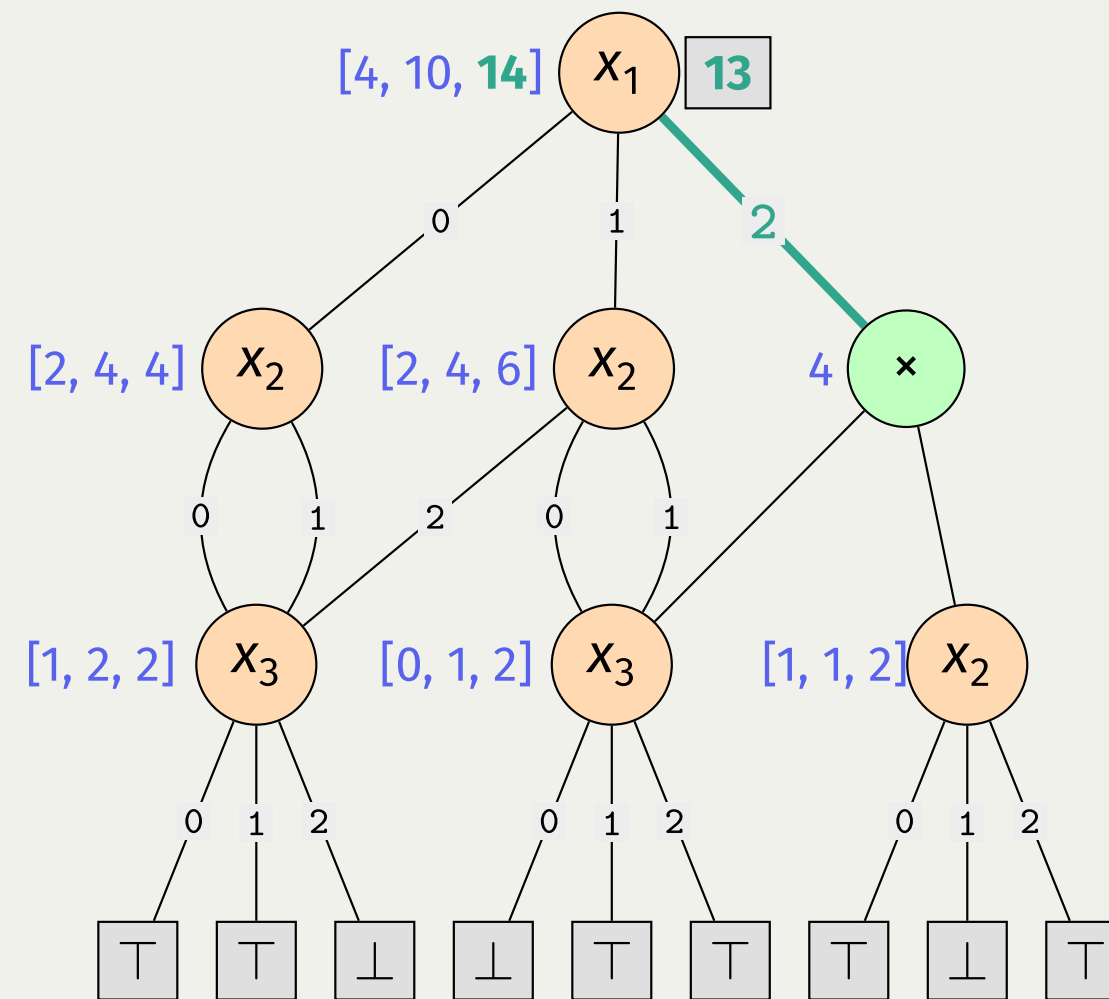 [4, 10, 14] x₁ 13
0 1 2
[2, 4, 4] x₂ [2, 4, 6] x₂ 4 ×
0 1 2 0 1
[1, 2, 2] x₃ [0, 1, 2] x₃ [1, 1, 2] x₂
0 1 2 0 1 2 0 1 2
⊤ ⊤ ⊥ ⊥ ⊤ ⊤ ⊤ ⊥ ⊤